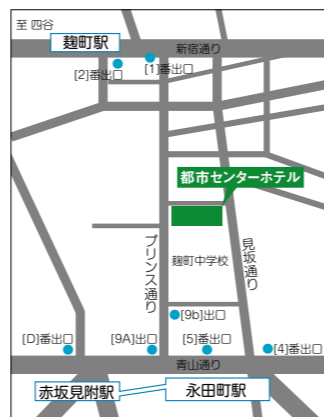 至 四谷
麹町駅
新宿通り
[2]番出口
[1]番出口
都市センターホテル
プリンス通り
麹町中学校
見坂通り
[9b]出口
[D]番出口
[9A]出口
[5]番出口
[4]番出口
青山通り
赤坂見附駅
永田町駅